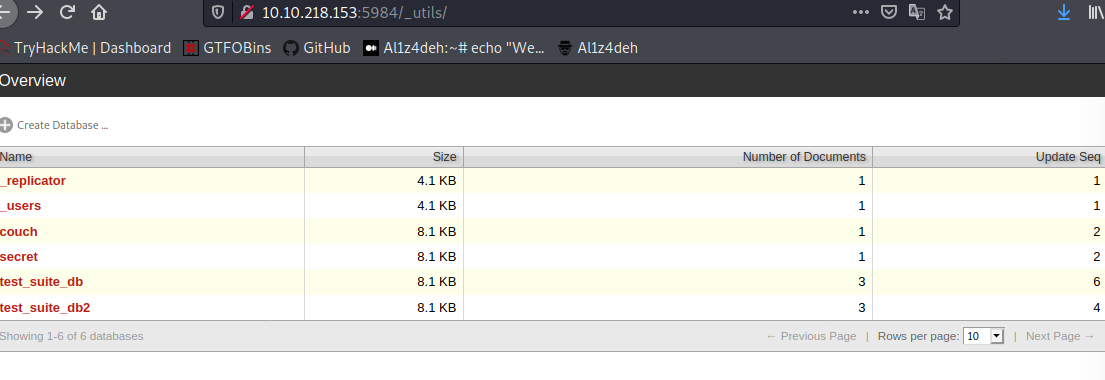 10.10.218.153:5984/_utils/
TryHackMe | Dashboard GTFOBins GitHub Al1z4deh:~# echo "We... Al1z4deh
Overview
Create Database ...
Name Size Number of Documents Update Seq
_replicator 4.1 KB 1 1
_users 4.1 KB 1 1
couch 8.1 KB 1 2
secret 8.1 KB 1 2
test_suite_db 8.1 KB 3 6
test_suite_db2 8.1 KB 3 4
Showing 1-6 of 6 databases ← Previous Page | Rows per page: 10 | Next Page →